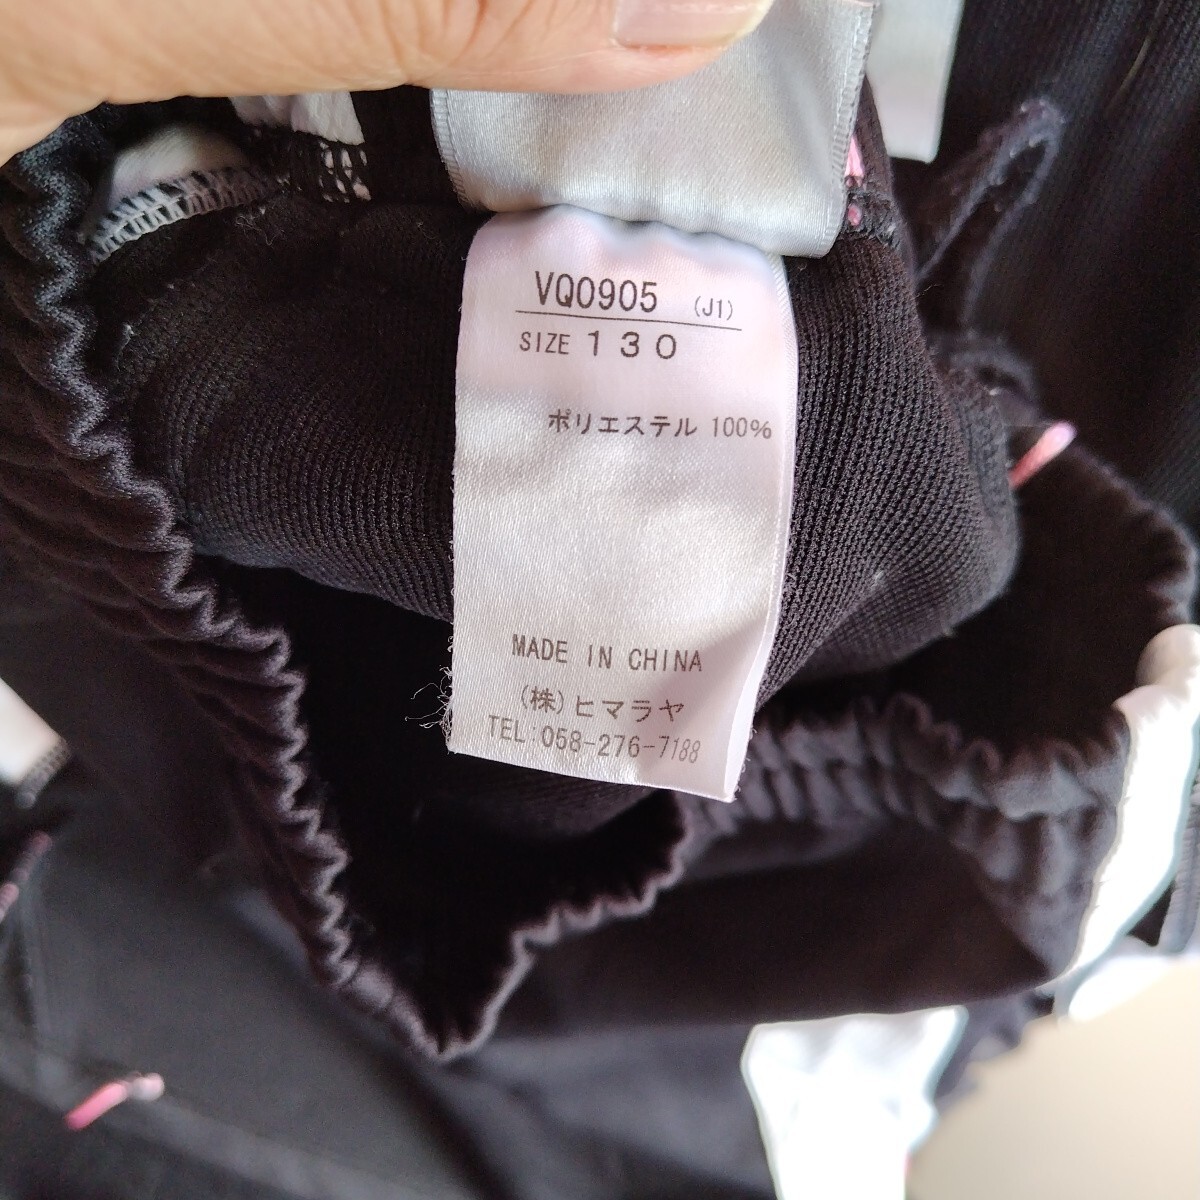 VQ0905 (J1)
SIZE 130
ポリエステル 100%
MADE IN CHINA
(株)ヒマラヤ
TEL:058-276-7188